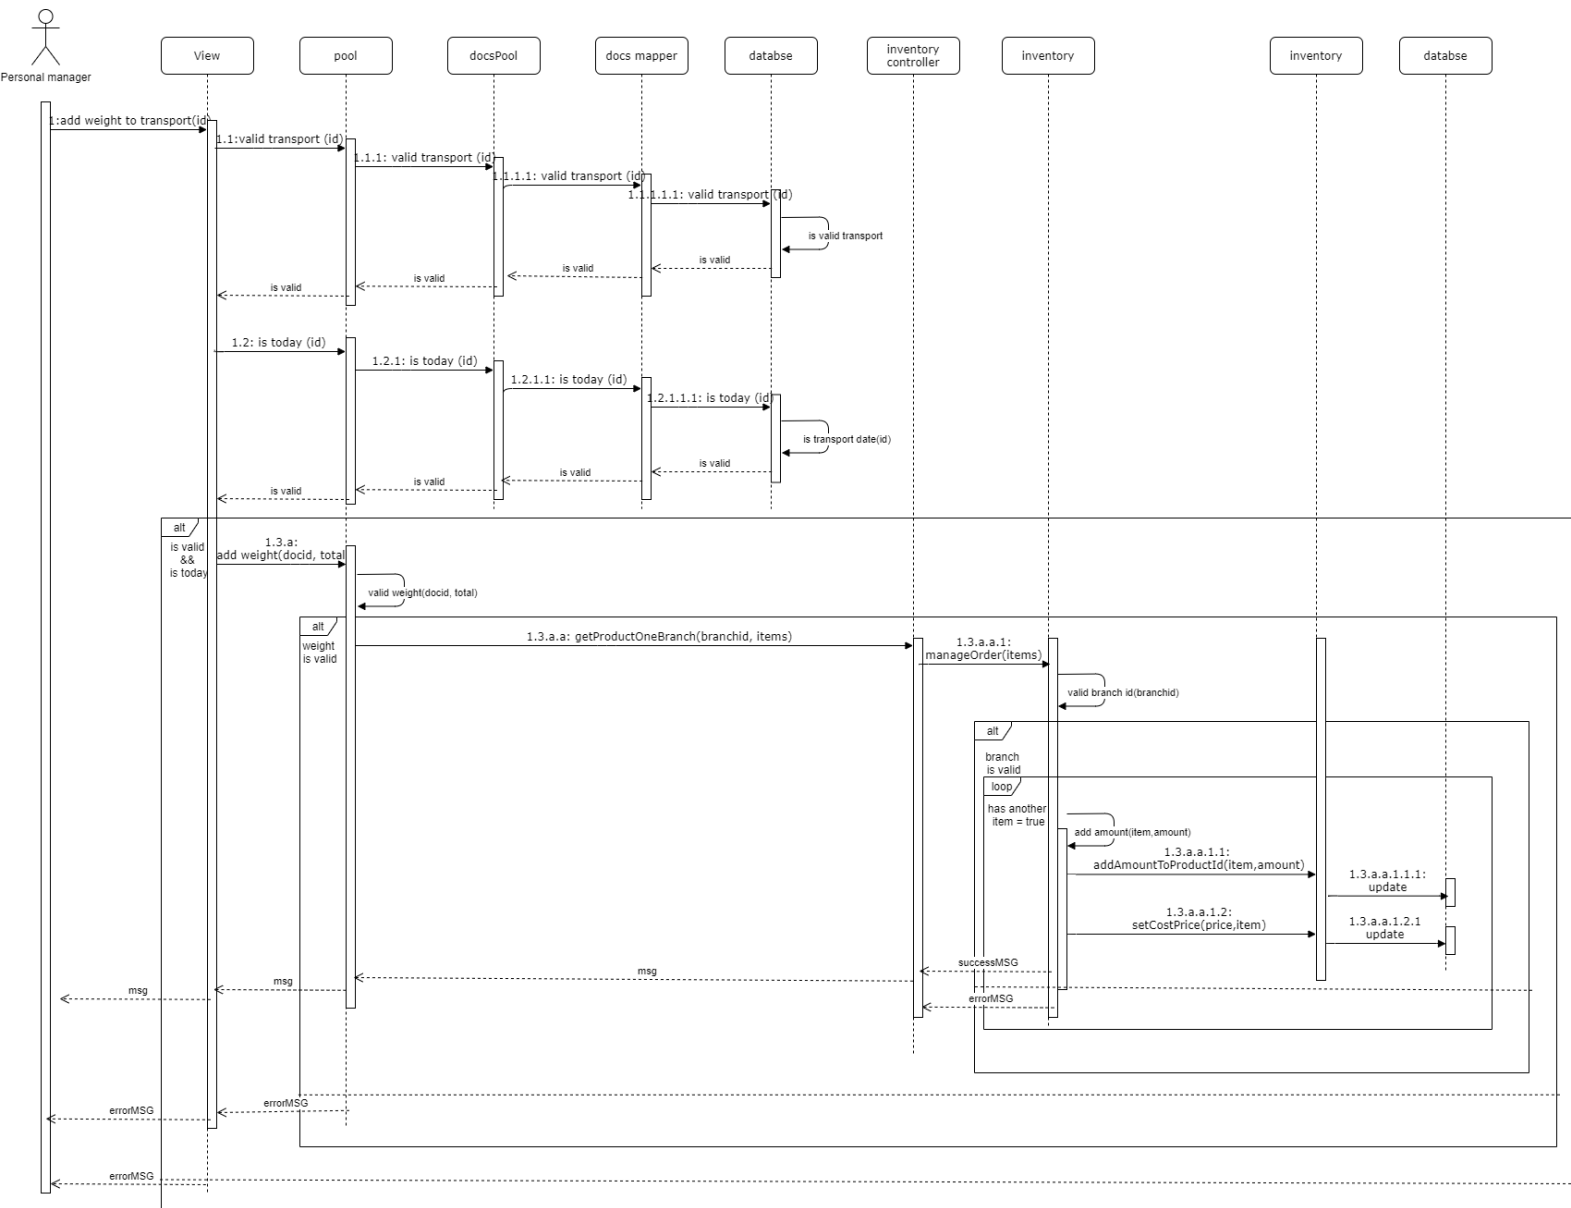 Personal manager
View
pool
docsPool
docs mapper
databse
inventory
controller
inventory
inventory
databse
1:add weight to transport(id
1.1:valid transport (id)
1.1.1: valid transport (id)
1.1.1.1: valid transport (id)
1.1.1.1.1: valid transport (id)
is valid transport
is valid
is valid
is valid
is valid
1.2: is today (id)
1.2.1: is today (id)
1.2.1.1: is today (id)
1.2.1.1.1: is today (id)
is transport date(id)
is valid
is valid
is valid
is valid
alt
is valid
&&
is today
1.3.a:
add weight(docid, total
valid weight(docid, total)
alt
weight
is valid
1.3.a.a: getProductOneBranch(branchid, items)
1.3.a.a.1:
manageOrder(items)
valid branch id(branchid)
alt
branch
is valid
loop
has another
item = true
add amount(item,amount)
1.3.a.a.1.1:
addAmountToProductId(item,amount)
1.3.a.a.1.1.1:
update
1.3.a.a.1.2:
setCostPrice(price,item)
1.3.a.a.1.2.1
update
successMSG
msg
msg
msg
errorMSG
errorMSG
errorMSG
errorMSG